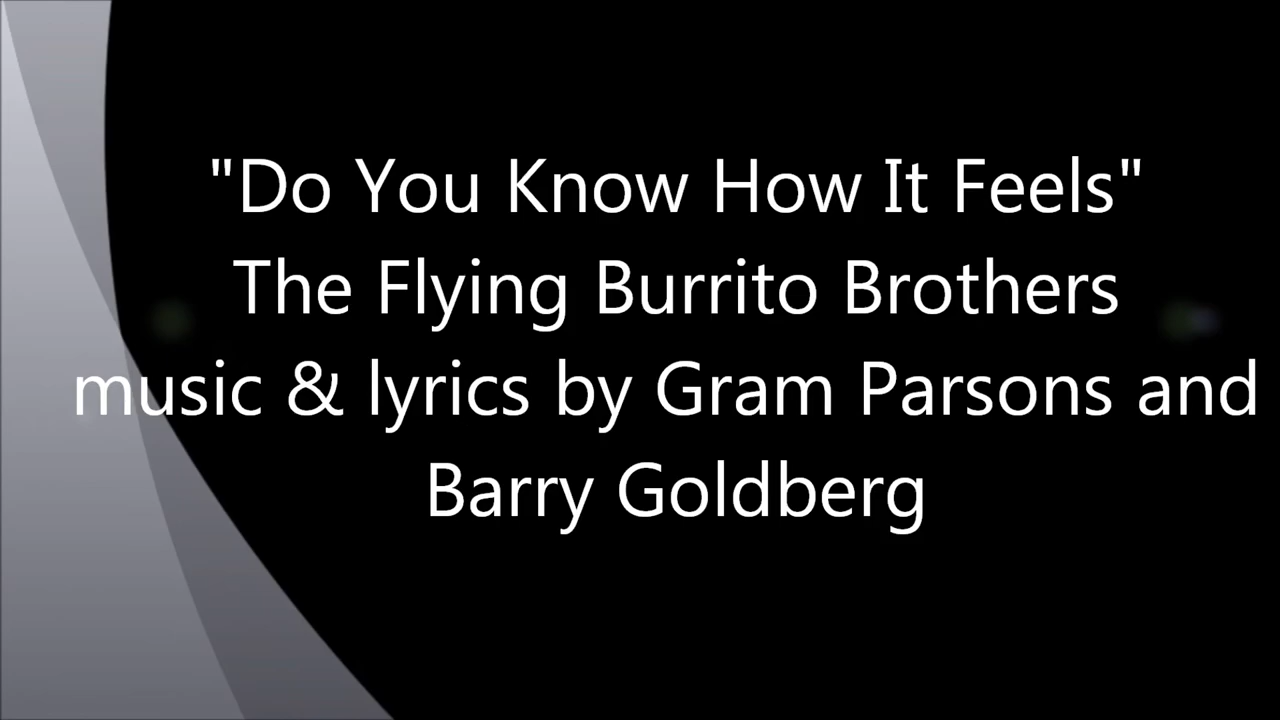 "Do You Know How It Feels"
The Flying Burrito Brothers
music & lyrics by Gram Parsons and
Barry Goldberg